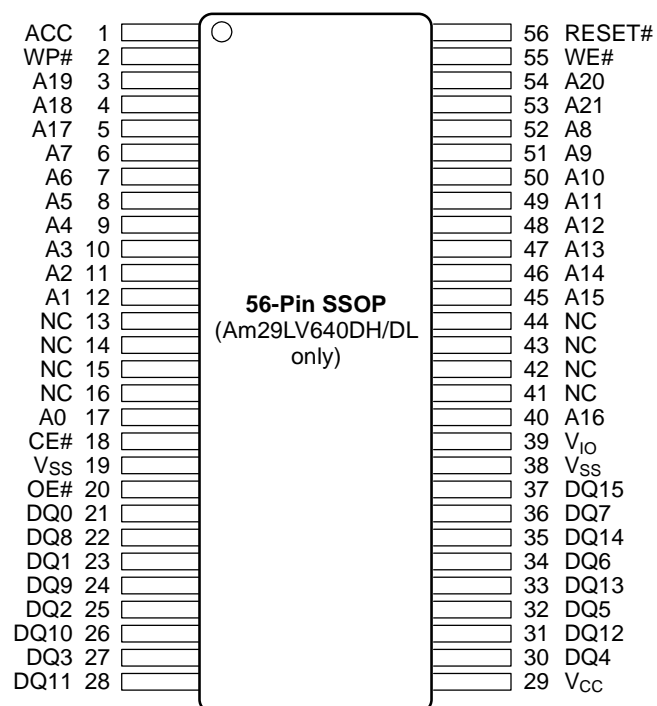 ACC 1 56 RESET#
WP# 2 55 WE#
A19 3 54 A20
A18 4 53 A21
A17 5 52 A8
A7 6 51 A9
A6 7 50 A10
A5 8 49 A11
A4 9 48 A12
A3 10 47 A13
A2 11 46 A14
A1 12 45 A15
56-Pin SSOP
NC 13 44 NC
(Am29LV640DH/DL
NC 14 43 NC
only)
NC 15 42 NC
NC 16 41 NC
A0 17 40 A16
CE# 18 39 VIO
VSS 19 38 VSS
OE# 20 37 DQ15
DQ0 21 36 DQ7
DQ8 22 35 DQ14
DQ1 23 34 DQ6
DQ9 24 33 DQ13
DQ2 25 32 DQ5
DQ10 26 31 DQ12
DQ3 27 30 DQ4
DQ11 28 29 VCC